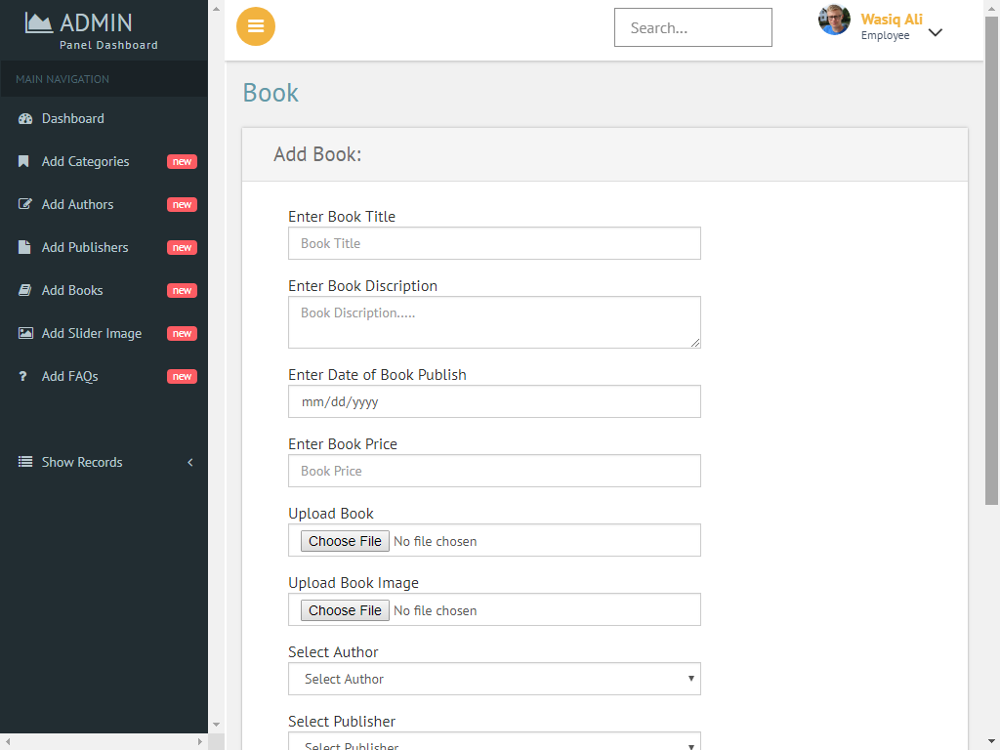 ADMIN
Panel Dashboard
MAIN NAVIGATION
Dashboard
Add Categories new
Add Authors new
Add Publishers new
Add Books new
Add Slider Image new
Add FAQs new
Show Records
Search...
Wasiq Ali
Employee
Book
Add Book:
Enter Book Title
Book Title
Enter Book Discription
Book Discription.....
Enter Date of Book Publish
mm/dd/yyyy
Enter Book Price
Book Price
Upload Book
Choose File No file chosen
Upload Book Image
Choose File No file chosen
Select Author
Select Author
Select Publisher
Select Publisher